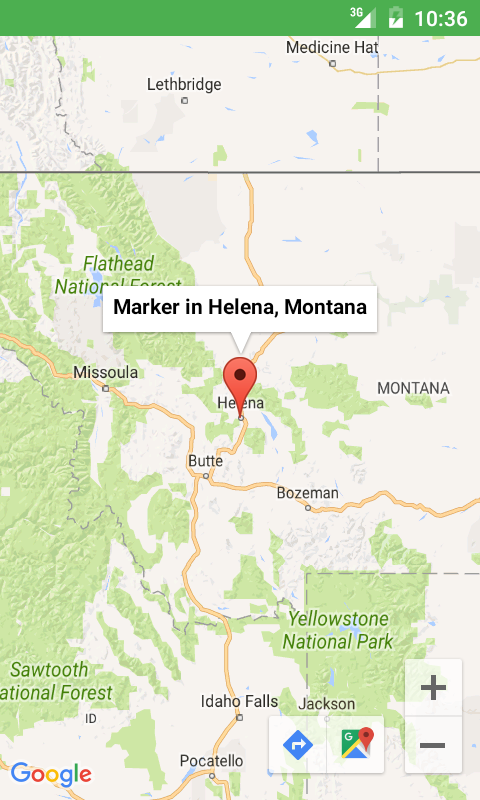 3G
10:36
Medicine Hat
Lethbridge
Flathead
National Forest
Marker in Helena, Montana
Missoula
MONTANA
Helena
Butte
Bozeman
Yellowstone
National Park
Sawtooth
ational Forest
Idaho Falls
Jackson
ID
G
Pocatello
Google